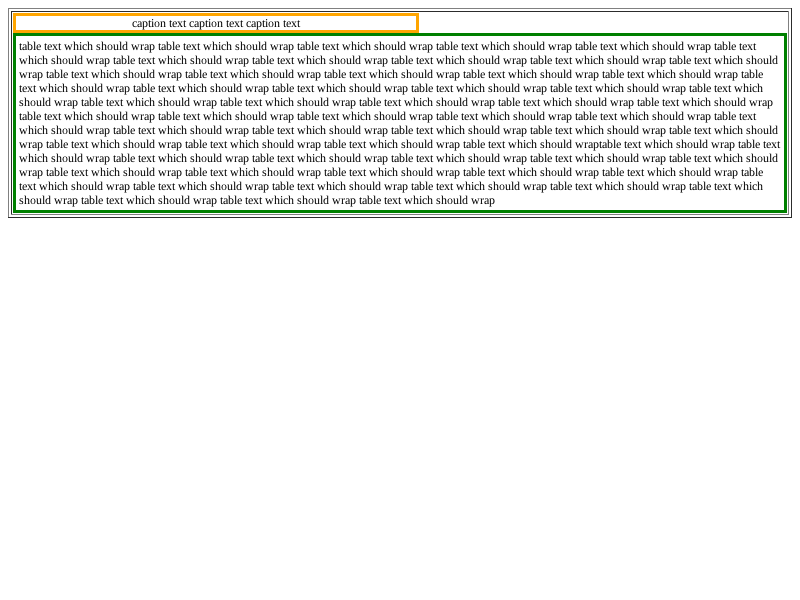 caption text caption text caption text
table text which should wrap table text which should wrap table text which should wrap table text which should wrap table text which should wrap table text
which should wrap table text which should wrap table text which should wrap table text which should wrap table text which should wrap table text which should
wrap table text which should wrap table text which should wrap table text which should wrap table text which should wrap table text which should wrap table
text which should wrap table text which should wrap table text which should wrap table text which should wrap table text which should wrap table text which
should wrap table text which should wrap table text which should wrap table text which should wrap table text which should wrap table text which should wrap
table text which should wrap table text which should wrap table text which should wrap table text which should wrap table text which should wrap table text
which should wrap table text which should wrap table text which should wrap table text which should wrap table text which should wrap table text which should
wrap table text which should wrap table text which should wrap table text which should wrap table text which should wraptable text which should wrap table text
which should wrap table text which should wrap table text which should wrap table text which should wrap table text which should wrap table text which should
wrap table text which should wrap table text which should wrap table text which should wrap table text which should wrap table text which should wrap table
text which should wrap table text which should wrap table text which should wrap table text which should wrap table text which should wrap table text which
should wrap table text which should wrap table text which should wrap table text which should wrap